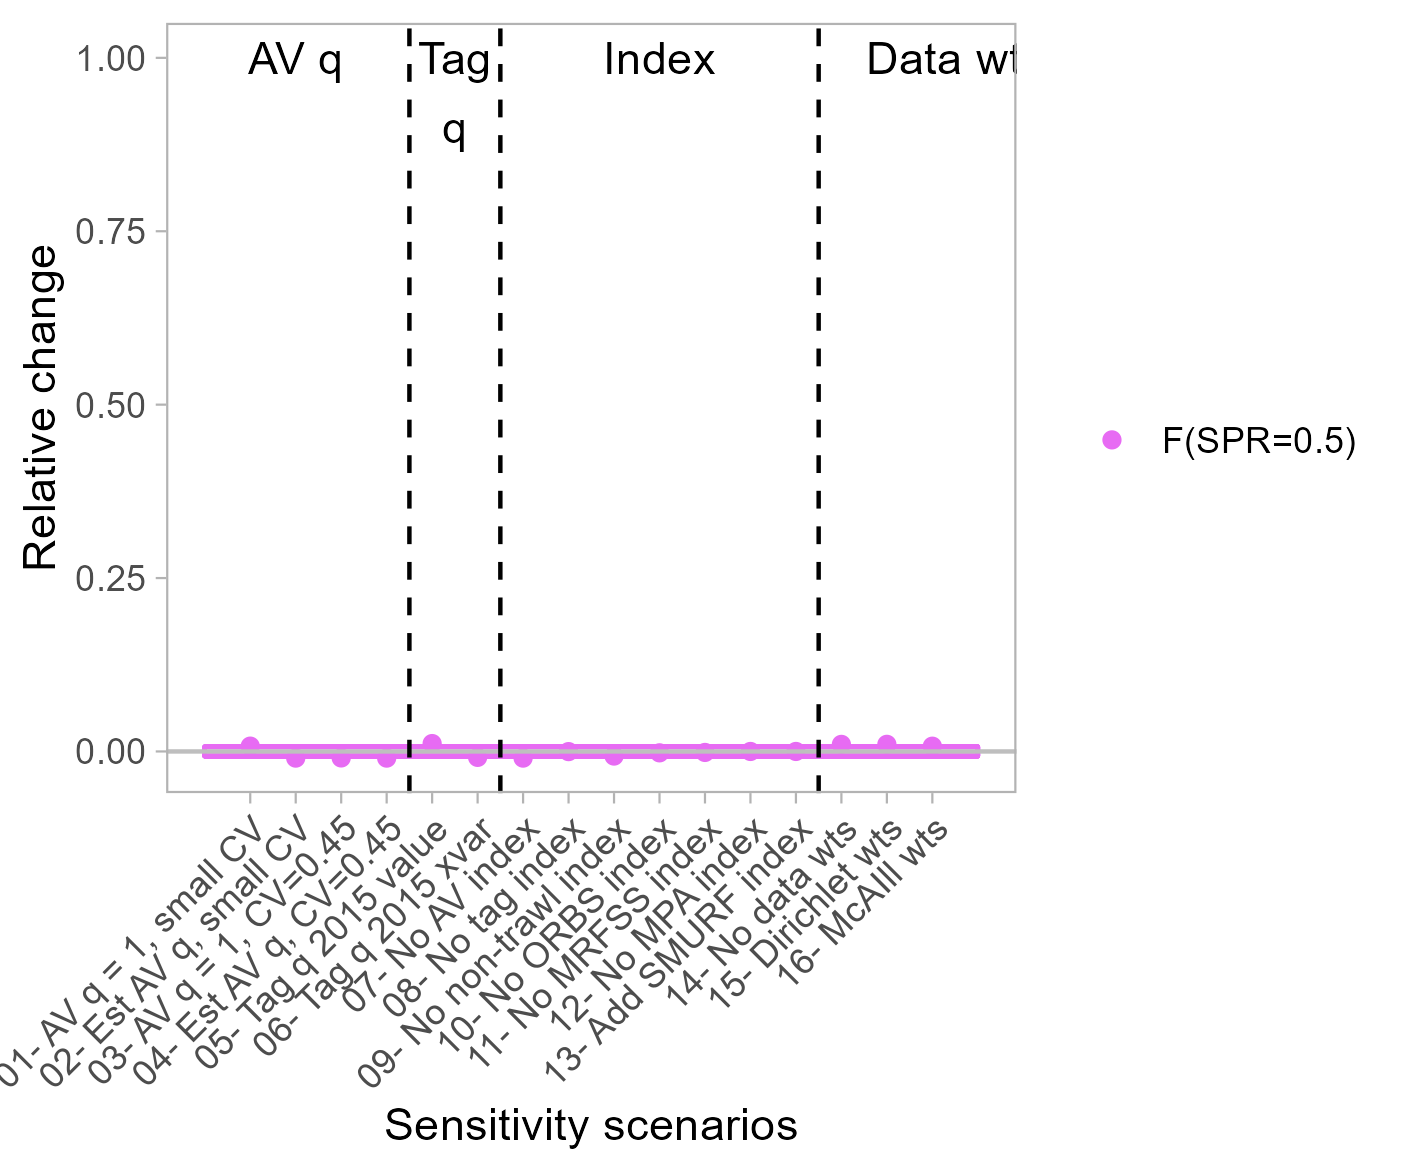 AV q
Tag
q
Index
Data wt
1.00
0.75
0.50
0.25
0.00
Relative change
F(SPR=0.5)
01- AV q = 1, small CV
02- Est AV q, small CV
03- AV q = 1, CV=0.45
04- Est AV q, CV=0.45
05- Tag q 2015 value
06- Tag q 2015 xvar
07- No AV index
08- No tag index
09- No non-trawl index
10- No ORBS index
11- No MRFSS index
12- No MPA index
13- Add SMURF index
14- No data wts
15- Dirichlet wts
16- McAlll wts
Sensitivity scenarios